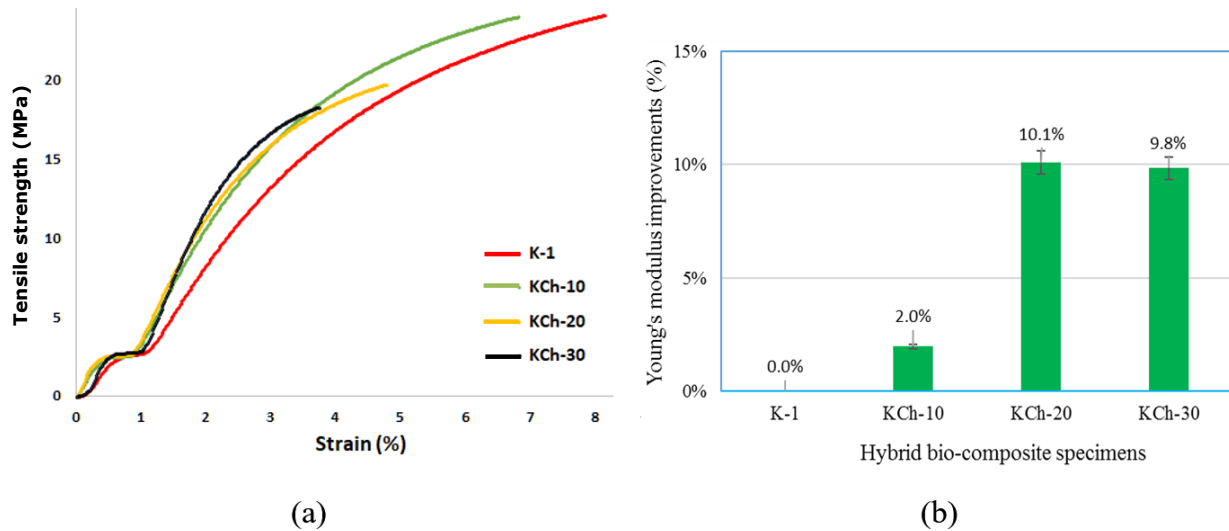 Tensile strength (MPa)
20
15
10
5
0
0 1 2 3 4 5 6 7 8
Strain (%)
K-1
KCh-10
KCh-20
KCh-30
(a)
Young's modulus improvements (%)
15%
10%
5%
0%
0.0%
2.0%
10.1%
9.8%
K-1 KCh-10 KCh-20 KCh-30
Hybrid bio-composite specimens
(b)